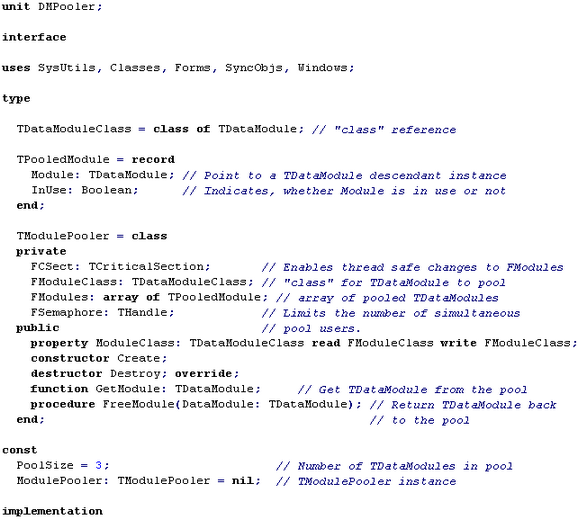 unit DMPooler;
interface
uses SysUtils, Classes, Forms, SyncObjs, Windows;
type
TDataModuleClass = class of TDataModule; // "class" reference
TPooledModule = record
Module: TDataModule; // Point to a TDataModule descendant instance
InUse: Boolean; // Indicates, whether Module is in use or not
end;
TModulePooler = class
private
FCSect: TCriticalSection; // Enables thread safe changes to FModules
FModuleClass: TDataModuleClass; // "class" for TDataModule to pool
FModules: array of TPooledModule; // array of pooled TDataModules
FSemaphore: THandle; // Limits the number of simultaneous
public // pool users.
property ModuleClass: TDataModuleClass read FModuleClass write FModuleClass;
constructor Create;
destructor Destroy; override;
function GetModule: TDataModule; // Get TDataModule from the pool
procedure FreeModule(DataModule: TDataModule); // Return TDataModule back
end; // to the pool
const
PoolSize = 3; // Number of TDataModules in pool
ModulePooler: TModulePooler = nil; // TModulePooler instance
implementation